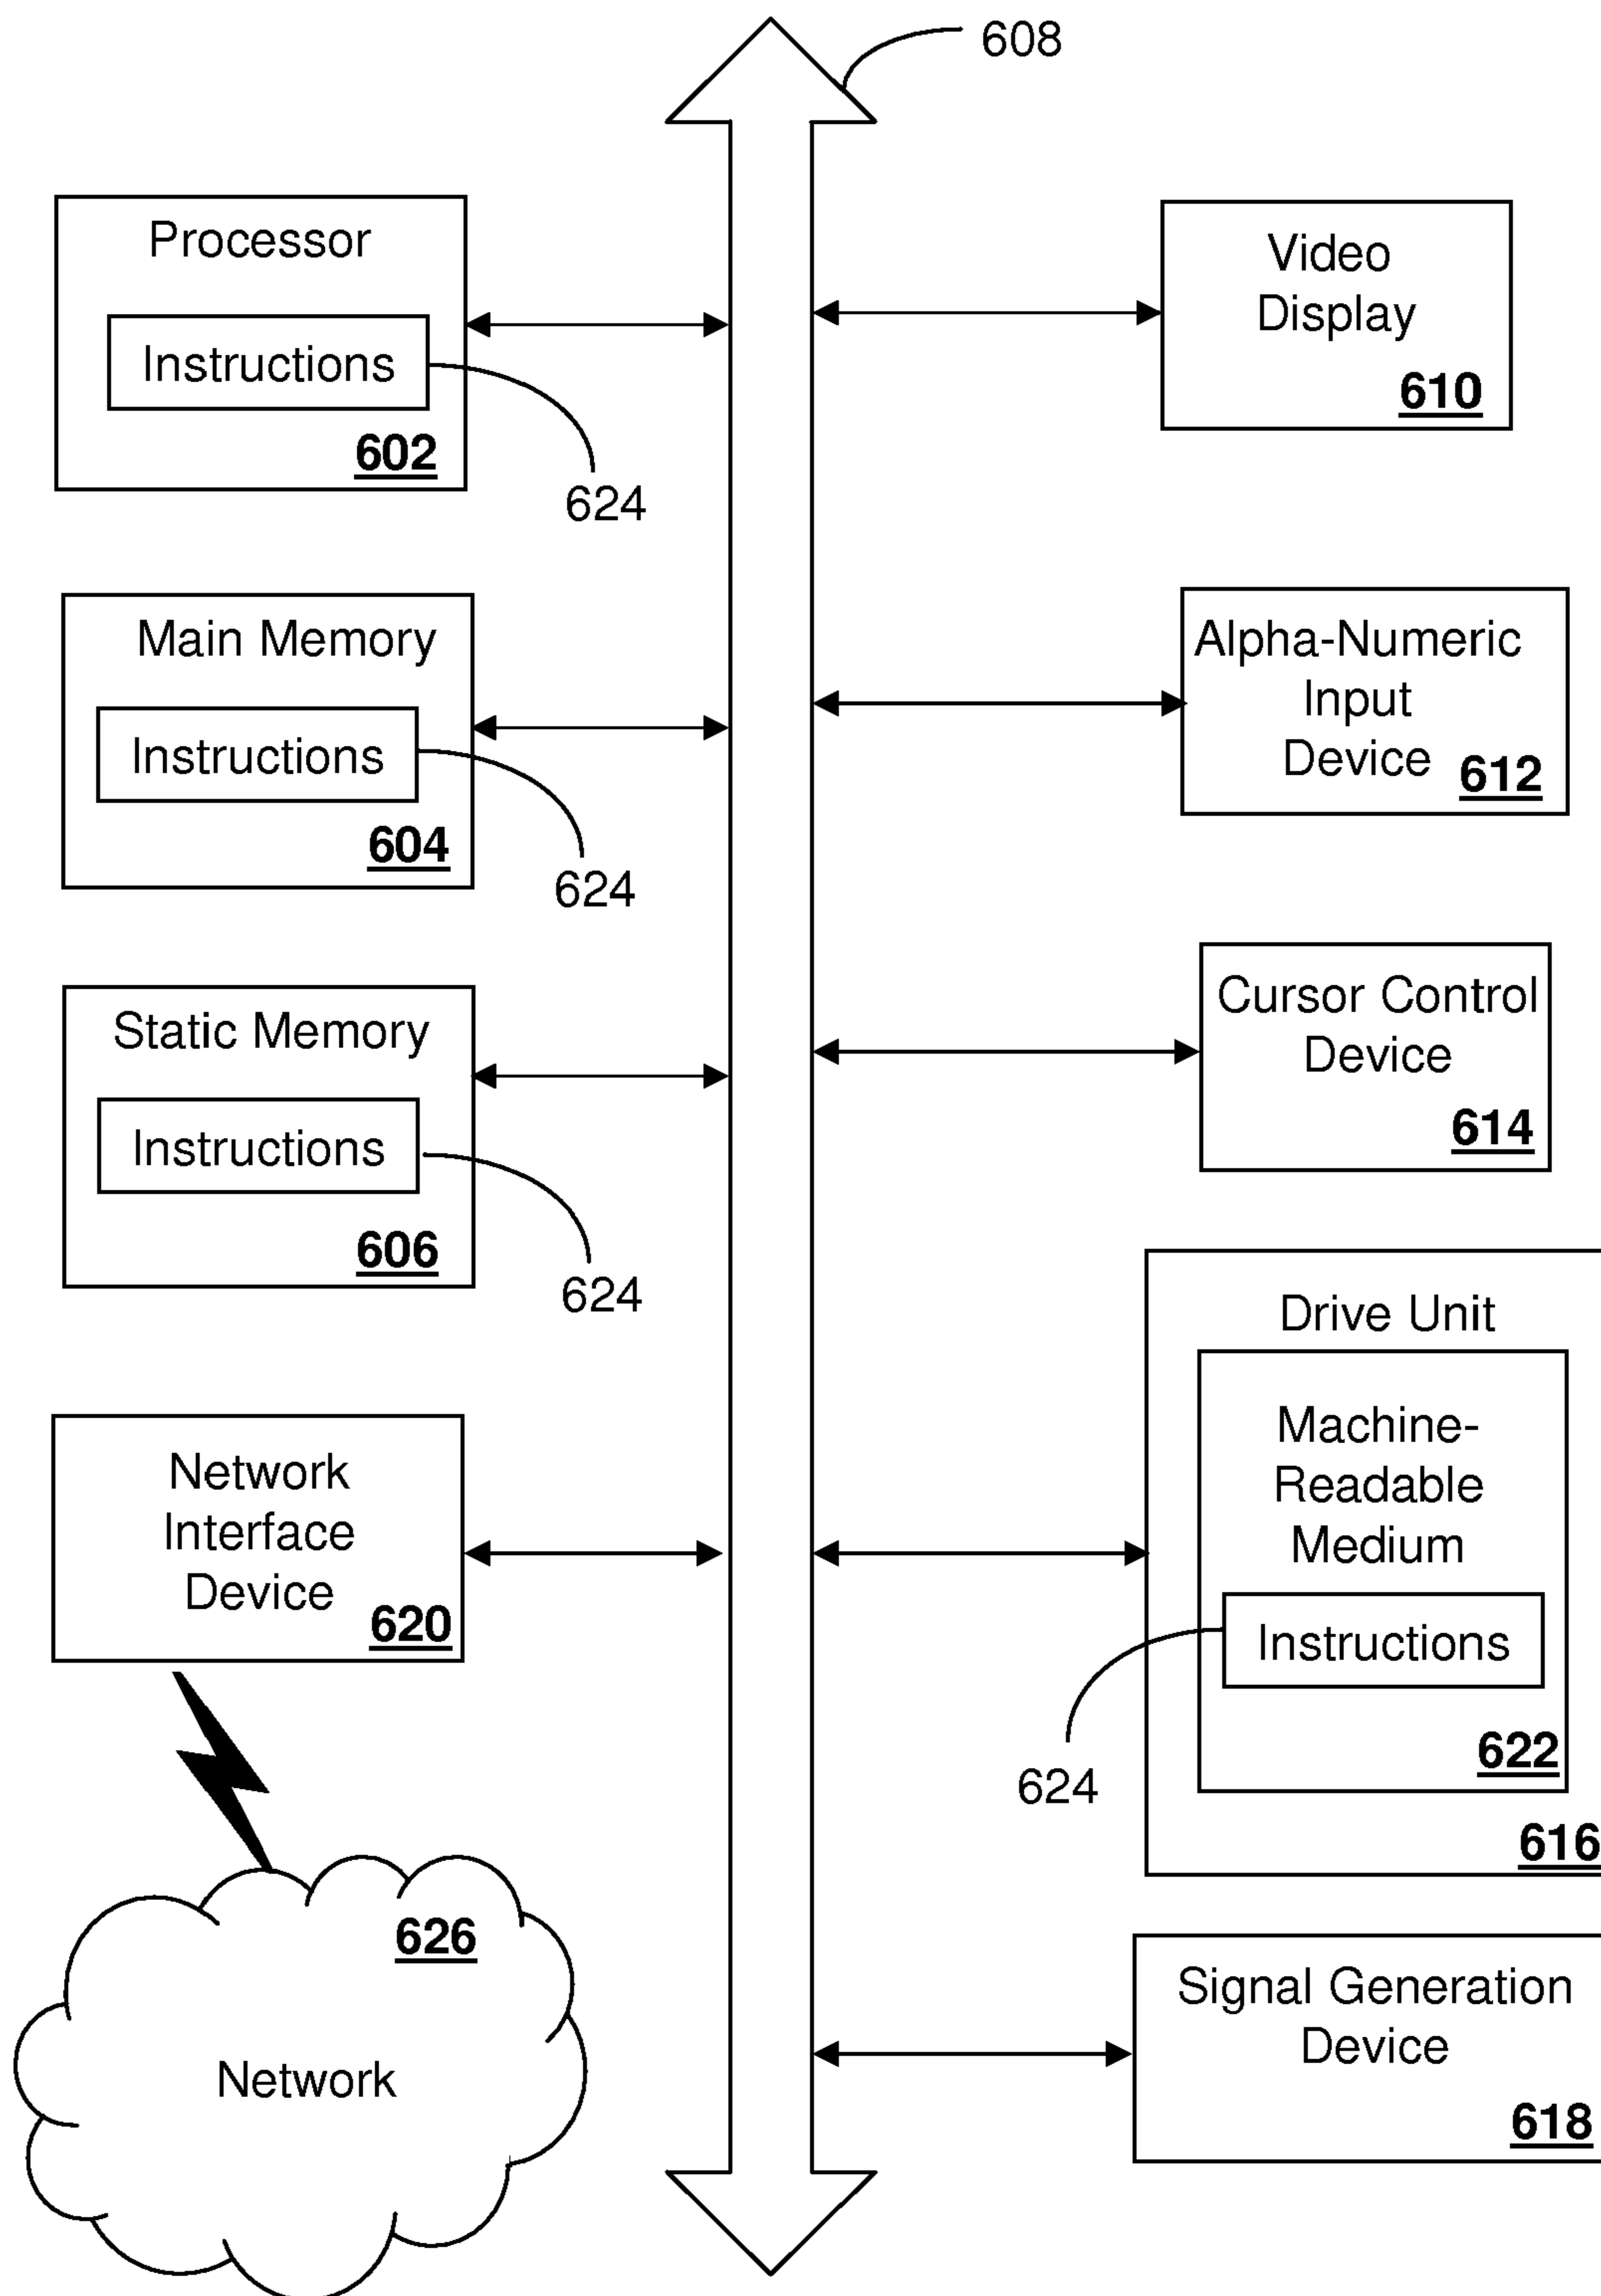 608
Processor
Instructions
602
624
Video
Display
610
Main Memory
Instructions
604
624
Alpha-Numeric
Input
Device
612
Static Memory
Instructions
606
624
Cursor Control
Device
614
Network
Interface
Device
620
Drive Unit
Machine-
Readable
Medium
Instructions
622
624
616
626
Network
Signal Generation
Device
618